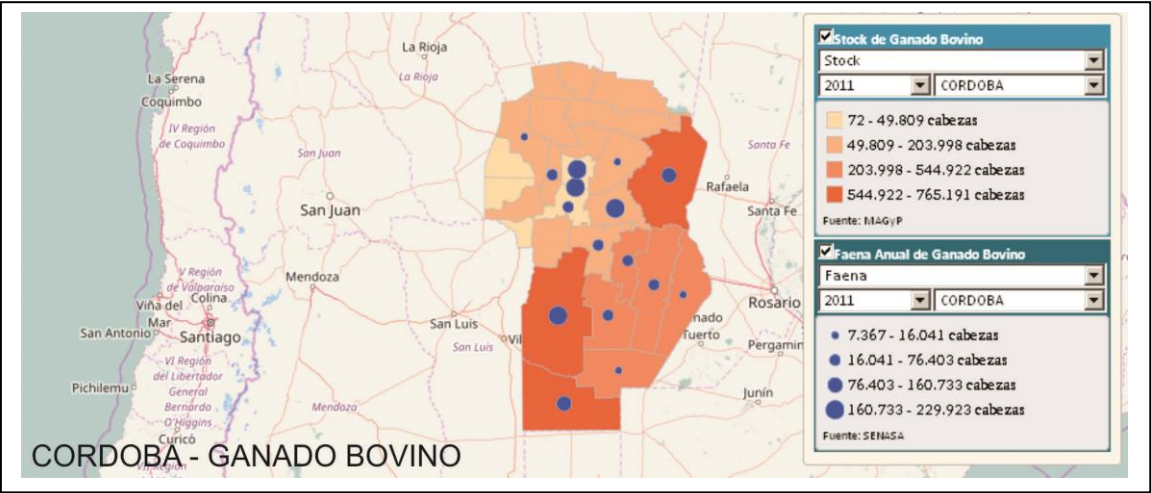 La Rioja
La Rioja
La Serena
Coquimbo
IV Región
de Coquimbo
San Juan
San Juan
Santa Fe
Rafaela
Santa Fe
V Región
de Valparaíso
Viña del
Mar
Colina
San Antonio
Santiago
Mendoza
San Luis
San Luis
Vil
Rosario
nado
Tuerto
Pergamin
VI Región
del Libertador
General
Bernardo
O'Higgins
Pichilemu
Mendoza
Junín
Curicó
CORDOBA - GANADO BOVINO
Stock de Ganado Bovino
Stock
2011 CORDOBA
72 - 49.809 cabezas
49.809 - 203.998 cabezas
203.998 - 544.922 cabezas
544.922 - 765.191 cabezas
Fuente: MAGyP
Faena Anual de Ganado Bovino
Faena
2011 CORDOBA
7.367 - 16.041 cabezas
16.041 - 76.403 cabezas
76.403 - 160.733 cabezas
160.733 - 229.923 cabezas
Fuente: SENASA